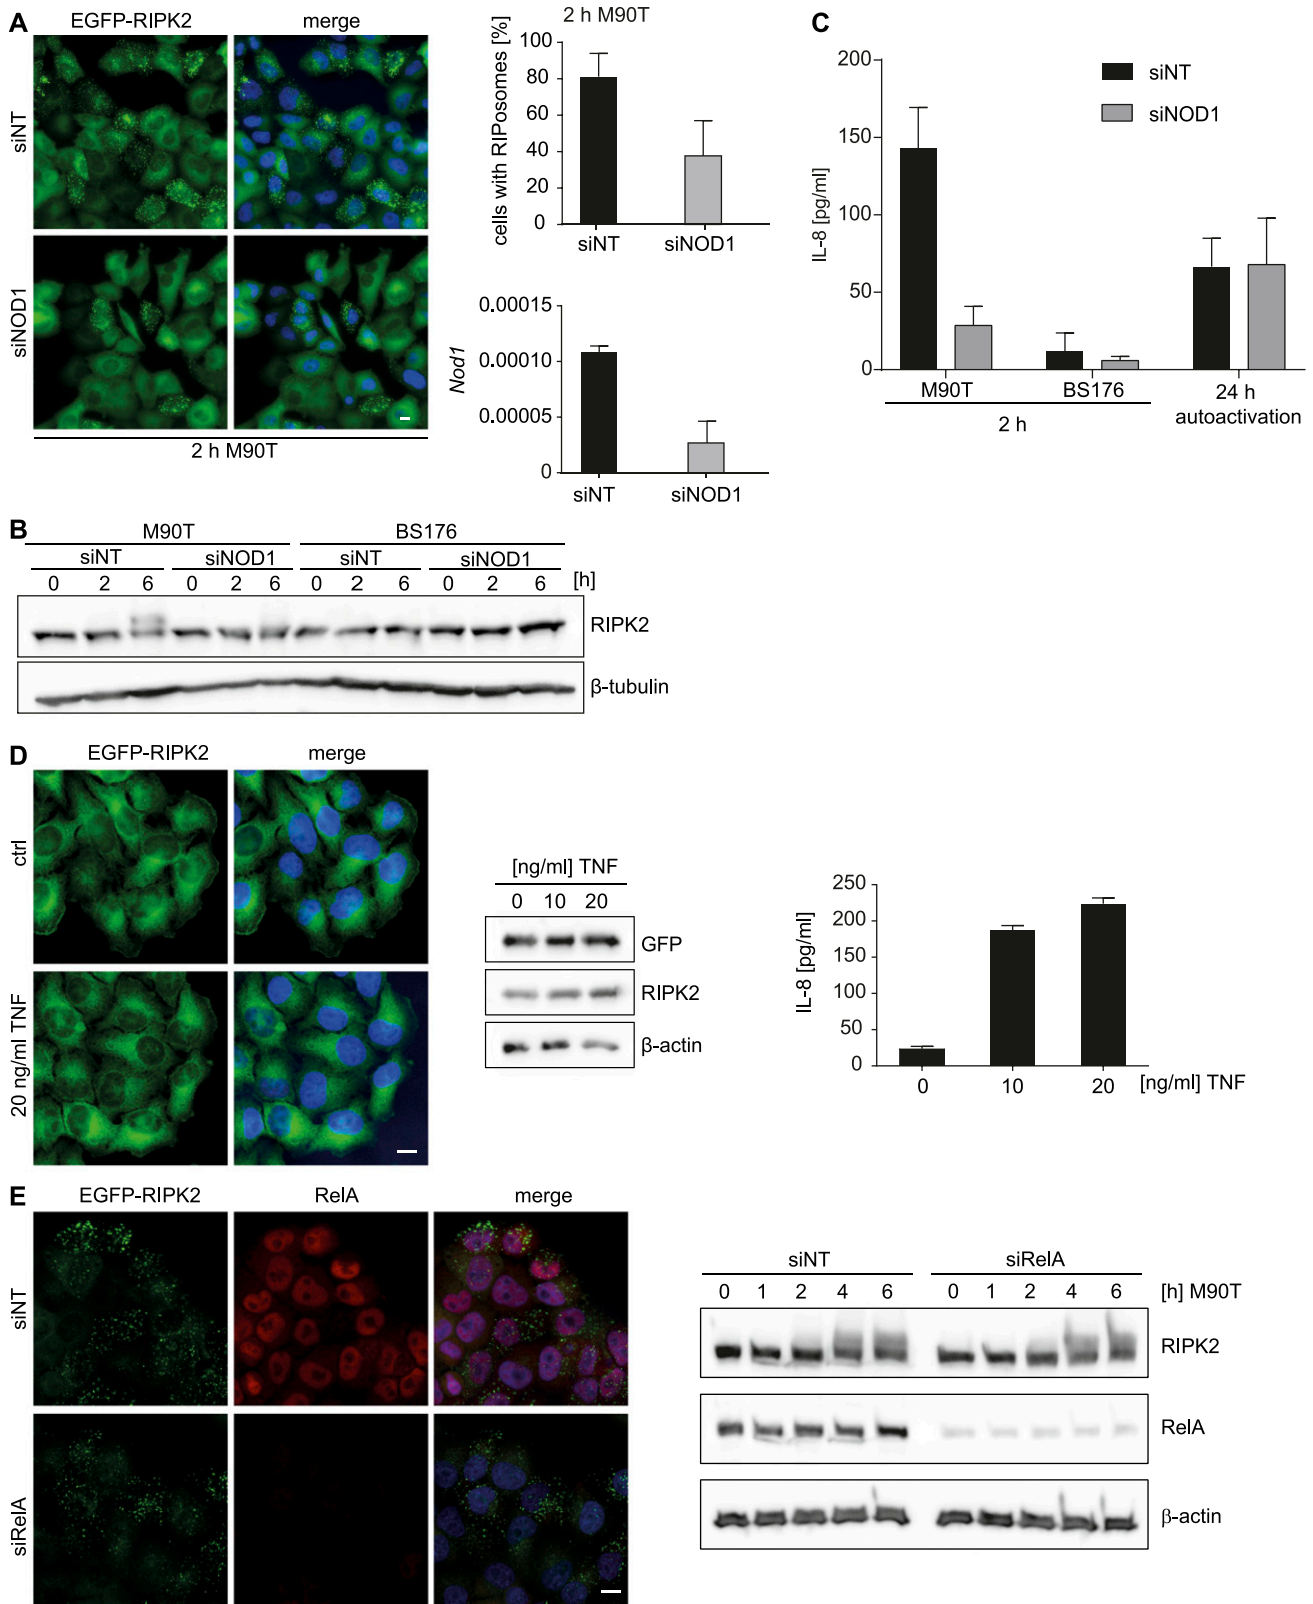 A
EGFP-RIPK2 merge
siNT
siNOD1
2 h M90T
2 h M90T
cells with RIPosomes [%]
100
80
60
40
20
0
siNT siNOD1
Nod1
0.00015
0.00010
0.00005
0
siNT siNOD1
C
IL-8 [pg/ml]
200
150
100
50
0
siNT
siNOD1
M90T BS176 24 h
2 h autoactivation
B
M90T BS176
siNT siNOD1 siNT siNOD1
0 2 6 0 2 6 0 2 6 0 2 6 [h]
RIPK2
β-tubulin
D
EGFP-RIPK2 merge
ctrl
20 ng/ml TNF
[ng/ml] TNF
0 10 20
GFP
RIPK2
β-actin
IL-8 [pg/ml]
250
200
150
100
50
0
0 10 20 [ng/ml] TNF
E
EGFP-RIPK2 RelA merge
siNT
siRelA
siNT siRelA
0 1 2 4 6 0 1 2 4 6 [h] M90T
RIPK2
RelA
β-actin